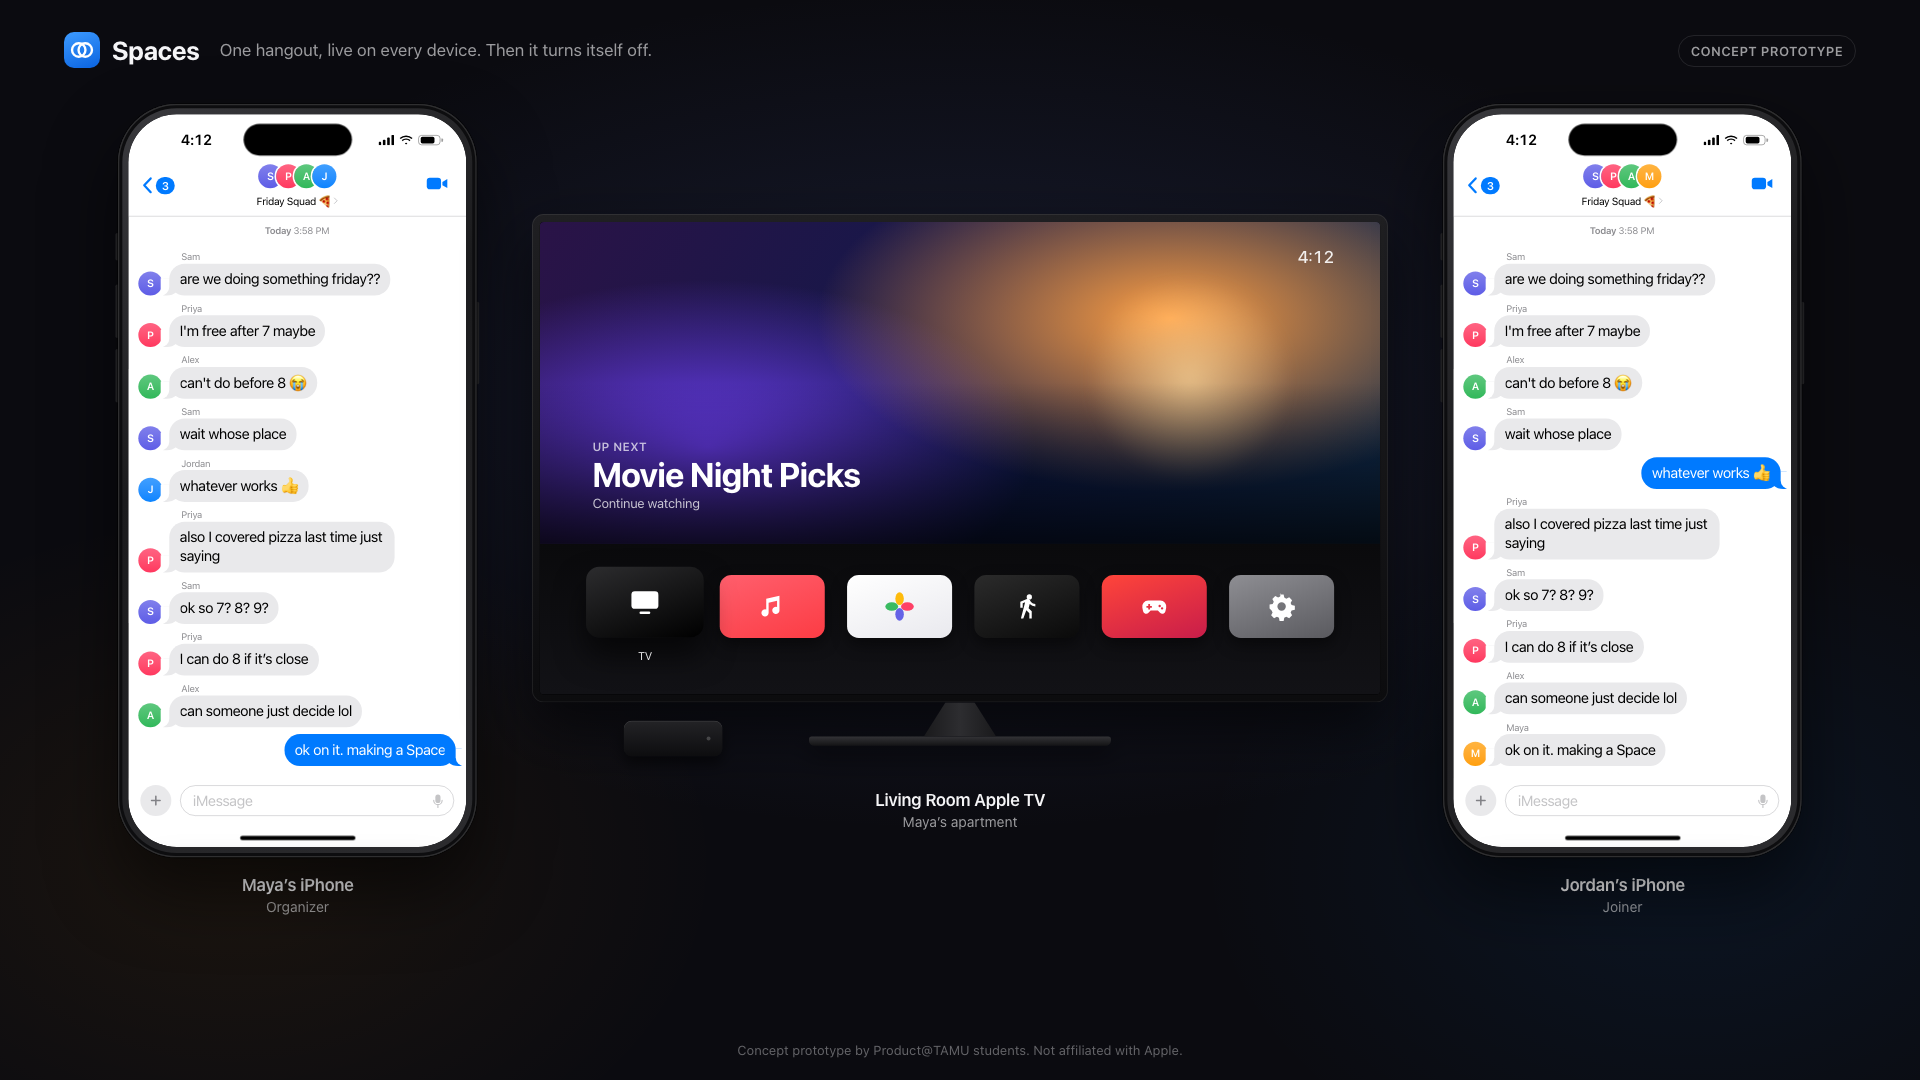 Spaces
One hangout, live on every device. Then it turns itself off.
CONCEPT PROTOTYPE
4:12
3
S P A J
Friday Squad 🍕
Today 3:58 PM
Sam
S
are we doing something friday??
Priya
P
I'm free after 7 maybe
Alex
A
can't do before 8 😭
Sam
S
wait whose place
Jordan
J
whatever works 👍
Priya
P
also I covered pizza last time just
saying
Sam
S
ok so 7? 8? 9?
Priya
P
I can do 8 if it’s close
Alex
A
can someone just decide lol
ok on it. making a Space
iMessage
Maya’s iPhone
Organizer
4:12
UP NEXT
Movie Night Picks
Continue watching
TV
Living Room Apple TV
Maya’s apartment
4:12
3
S P A M
Friday Squad 🍕
Today 3:58 PM
Sam
S
are we doing something friday??
Priya
P
I'm free after 7 maybe
Alex
A
can't do before 8 😭
Sam
S
wait whose place
whatever works 👍
Priya
P
also I covered pizza last time just
saying
Sam
S
ok so 7? 8? 9?
Priya
P
I can do 8 if it’s close
Alex
A
can someone just decide lol
Maya
M
ok on it. making a Space
iMessage
Jordan’s iPhone
Joiner
Concept prototype by Product@TAMU students. Not affiliated with Apple.